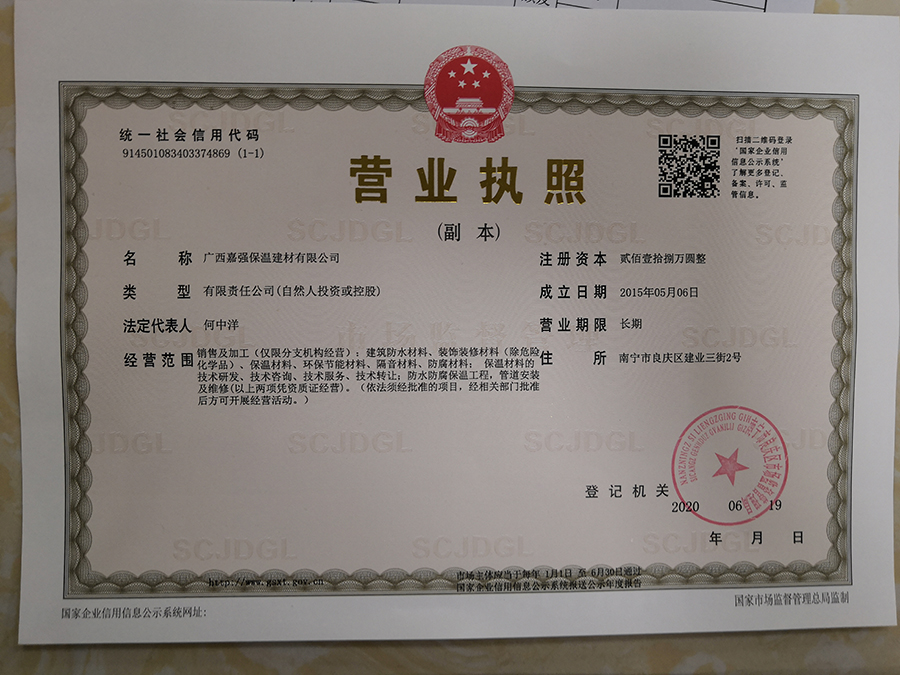 统一社会信用代码
914501083403374869 (1-1)
扫描二维码登录
‘国家企业信用
信息公示系统’
了解更多登记、
备案、许可、监
管信息。
营业执照
(副 本)
名 称 广西嘉强保温建材有限公司
类 型 有限责任公司(自然人投资或控股)
法定代表人 何中洋
经营范围 销售及加工（仅限分支机构经营）：建筑防水材料、装饰装修材料（除危险
化学品）、保温材料、环保节能材料、隔音材料、防腐材料； 保温材料的
技术研发、技术咨询、技术服务、技术转让；防水防腐保温工程，管道安装
及维修(以上两项凭资质证经营)。（依法须经批准的项目，经相关部门批准
后方可开展经营活动。）
注册资本 贰佰壹拾捌万圆整
成立日期 2015年05月06日
营业期限 长期
住 所 南宁市良庆区建业三街2号
登记机关
2020 06 19
年 月 日
http://www.gsxt.gov.cn
市场主体应当于每年 1月1日 至 6月30日通过
国家企业信用信息公示系统报送公示年度报告
国家企业信用信息公示系统网址:
国家市场监督管理总局监制
SCJDGL